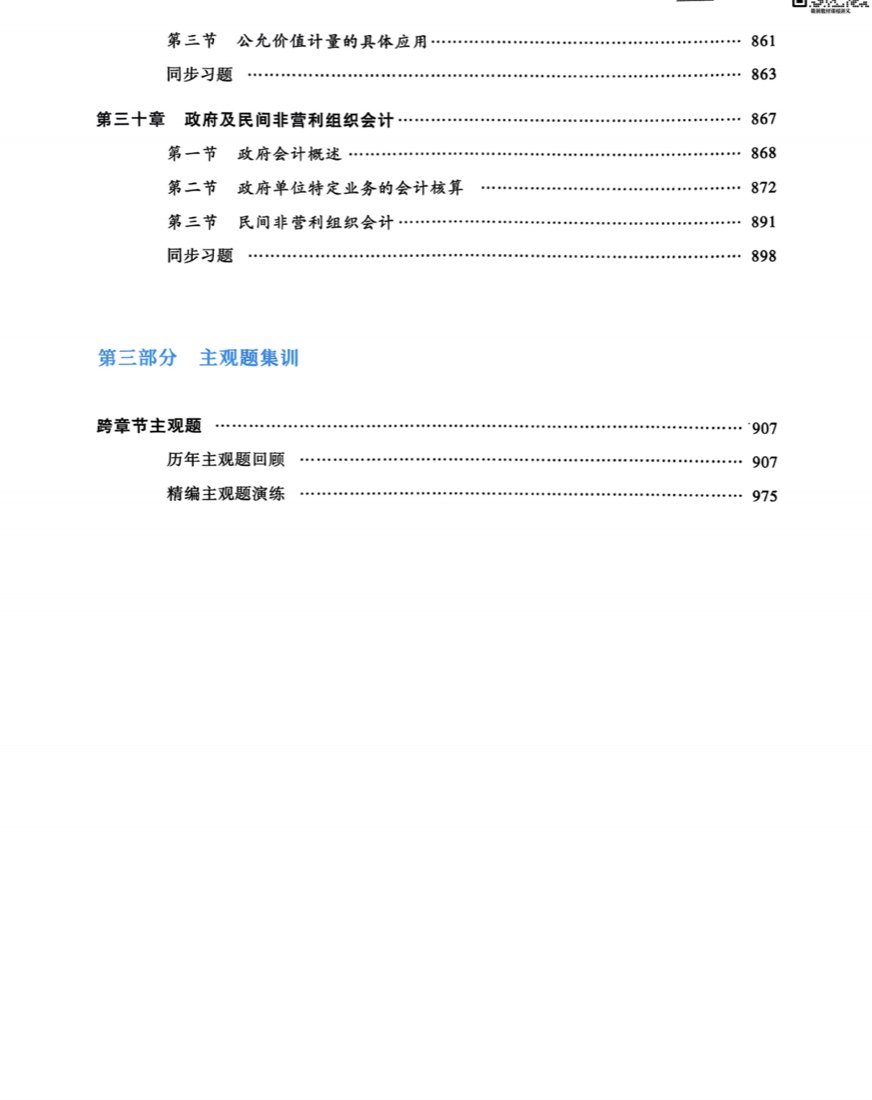 第三节 公允价值计量的具体应用 …… 861
同步习题 …… 863
第三十章 政府及民间非营利组织会计 …… 867
第一节 政府会计概述 …… 868
第二节 政府单位特定业务的会计核算 …… 872
第三节 民间非营利组织会计 …… 891
同步习题 …… 898
第三部分 主观题集训
跨章节主观题 …… 907
历年主观题回顾 …… 907
精编主观题演练 …… 975